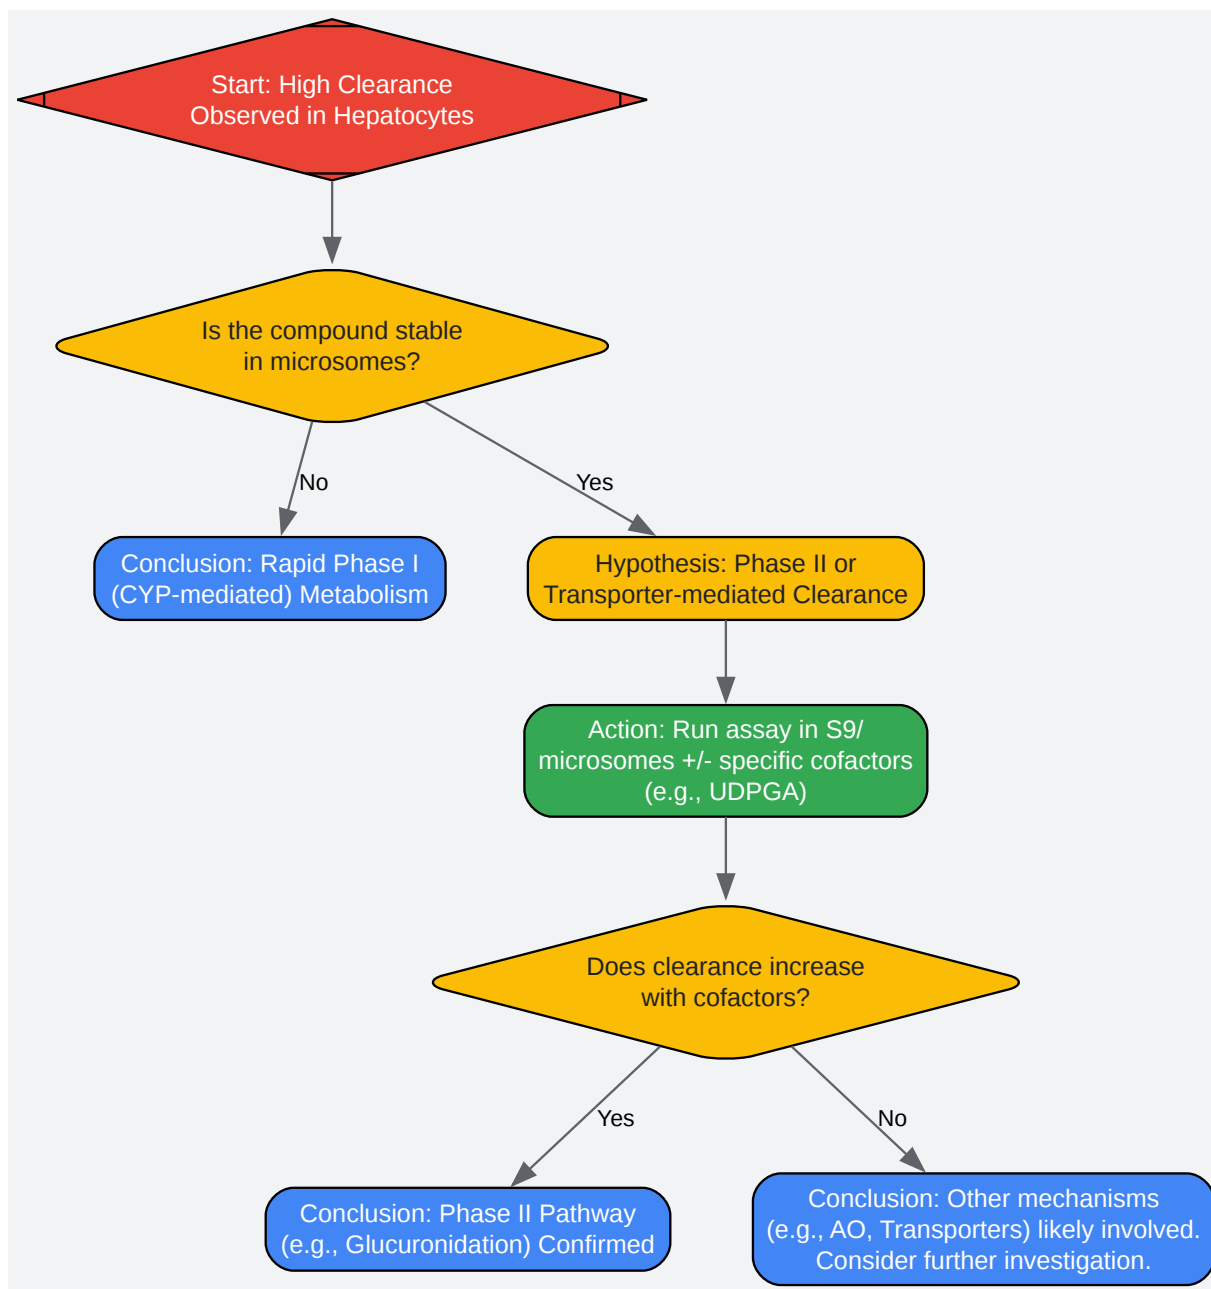 Start: High Clearance
Observed in Hepatocytes
Is the compound stable
in microsomes?
No
Yes
Conclusion: Rapid Phase I
(CYP-mediated) Metabolism
Hypothesis: Phase II or
Transporter-mediated Clearance
Action: Run assay in S9/
microsomes +/- specific cofactors
(e.g., UDPGA)
Does clearance increase
with cofactors?
Yes
No
Conclusion: Phase II Pathway
(e.g., Glucuronidation) Confirmed
Conclusion: Other mechanisms
(e.g., AO, Transporters) likely involved.
Consider further investigation.